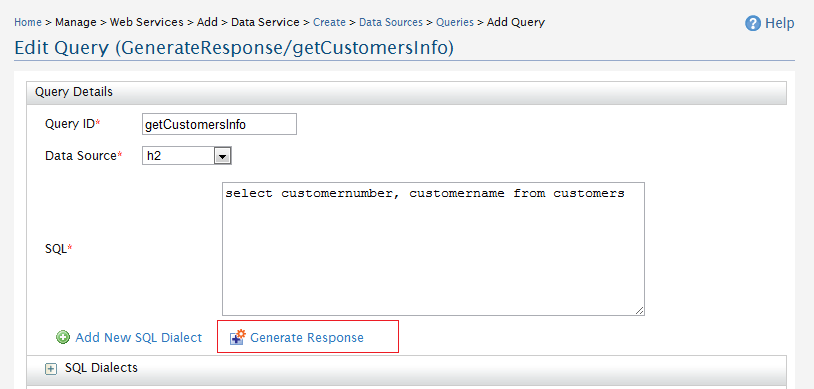 Home > Manage > Web Services > Add > Data Service > Create > Data Sources > Queries > Add Query
Help
Edit Query (GenerateResponse/getCustomersInfo)
Query Details
Query ID* getCustomersInfo
Data Source* h2
select customernumber, customername from customers
SQL*
Add New SQL Dialect Generate Response
SQL Dialects